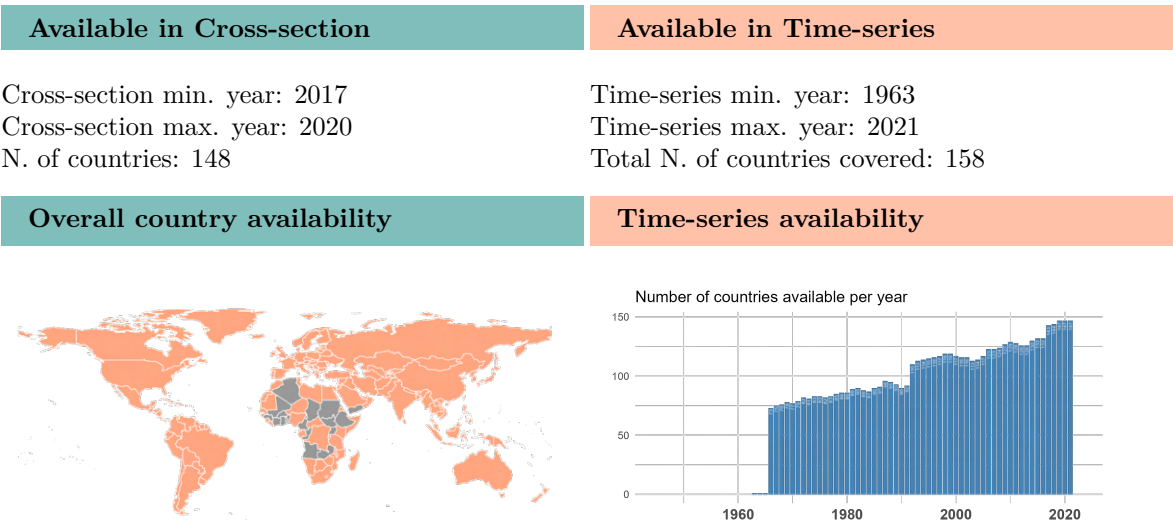 Available in Cross-section
Available in Time-series
Cross-section min. year: 2017
Cross-section max. year: 2020
N. of countries: 148
Time-series min. year: 1963
Time-series max. year: 2021
Total N. of countries covered: 158
Overall country availability
Time-series availability
Number of countries available per year
150
100
50
0
1960 1980 2000 2020